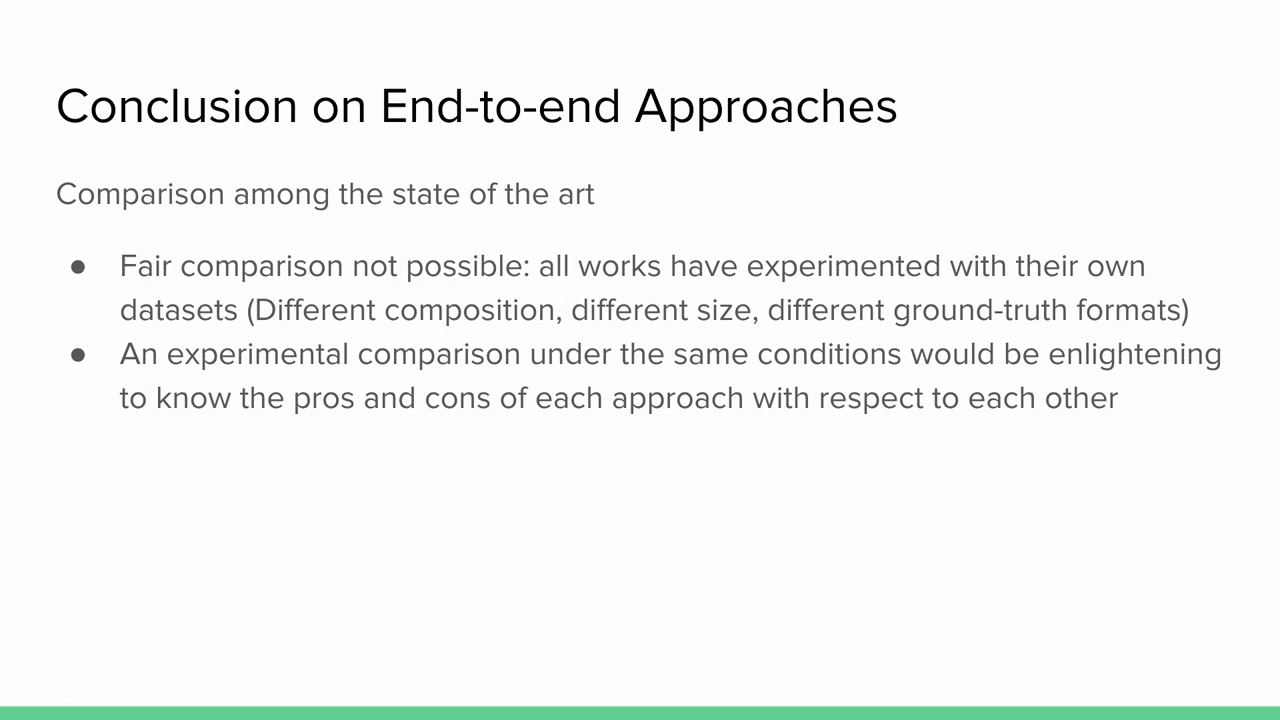 Conclusion on End-to-end Approaches
Comparison among the state of the art
● Fair comparison not possible: all works have experimented with their own
datasets (Different composition, different size, different ground-truth formats)
● An experimental comparison under the same conditions would be enlightening
to know the pros and cons of each approach with respect to each other